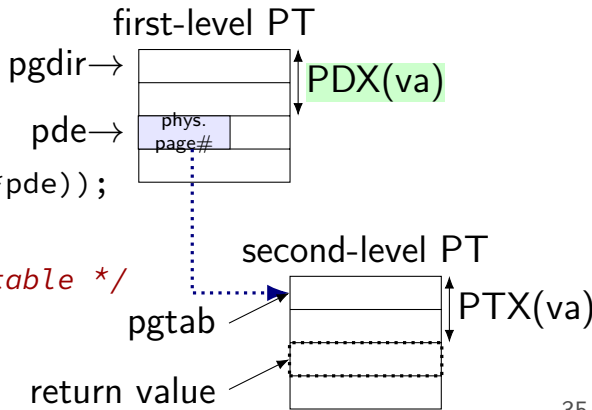 first-level PT
pgdir→
PDX(va)
pde→
phys.
page#
*pde));
second-level PT
table */
pgtab
PTX(va)
return value
35